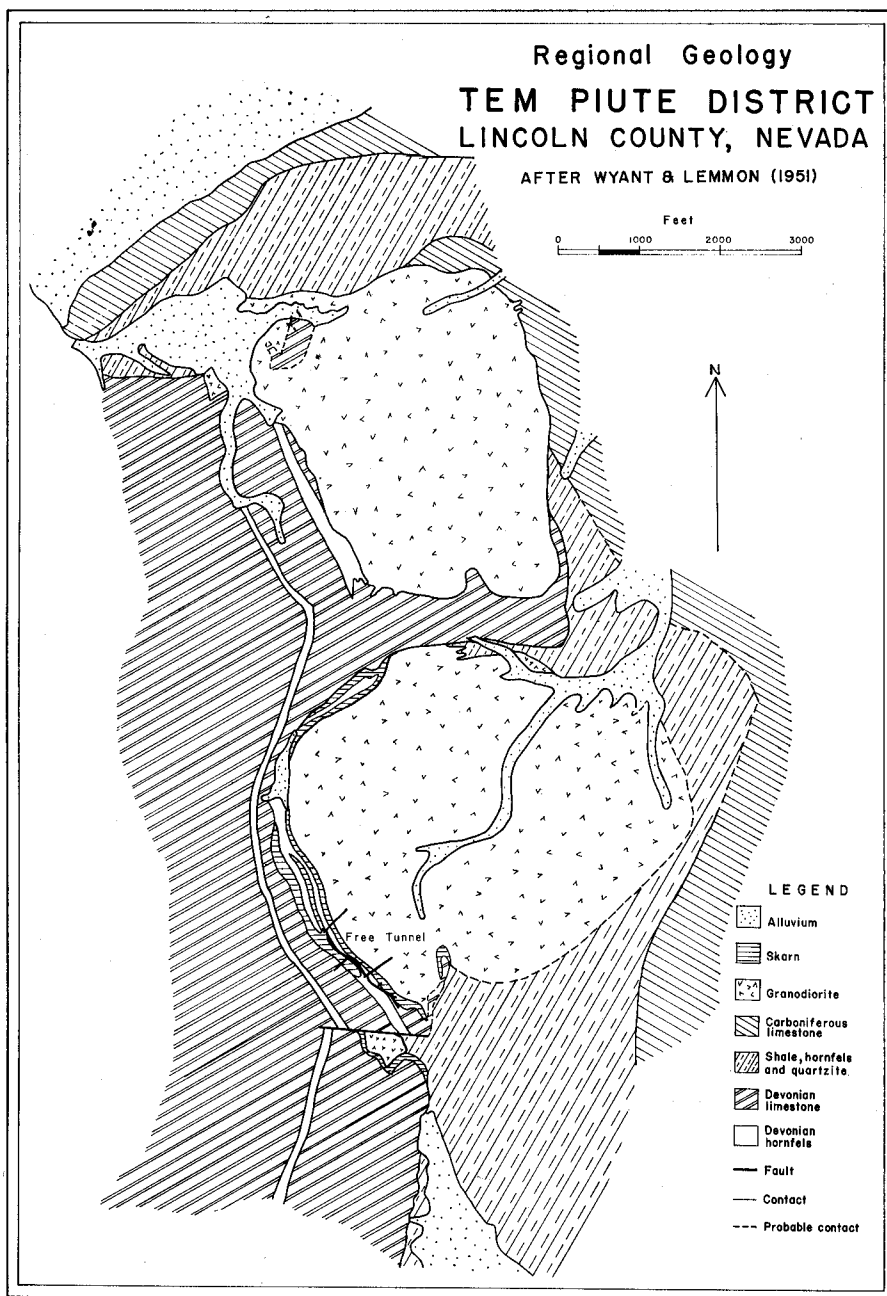 Regional Geology
TEM PIUTE DISTRICT
LINCOLN COUNTY, NEVADA
AFTER WYANT & LEMMON (1951)
Feet
0 1000 2000 3000
N
Free Tunnel
LEGEND
Alluvium
Skarn
Granodiorite
Carboniferous
limestone
Shale, hornfels
and quartzite.
Devonian
limestone
Devonian
hornfels
Fault
Contact
Probable contact